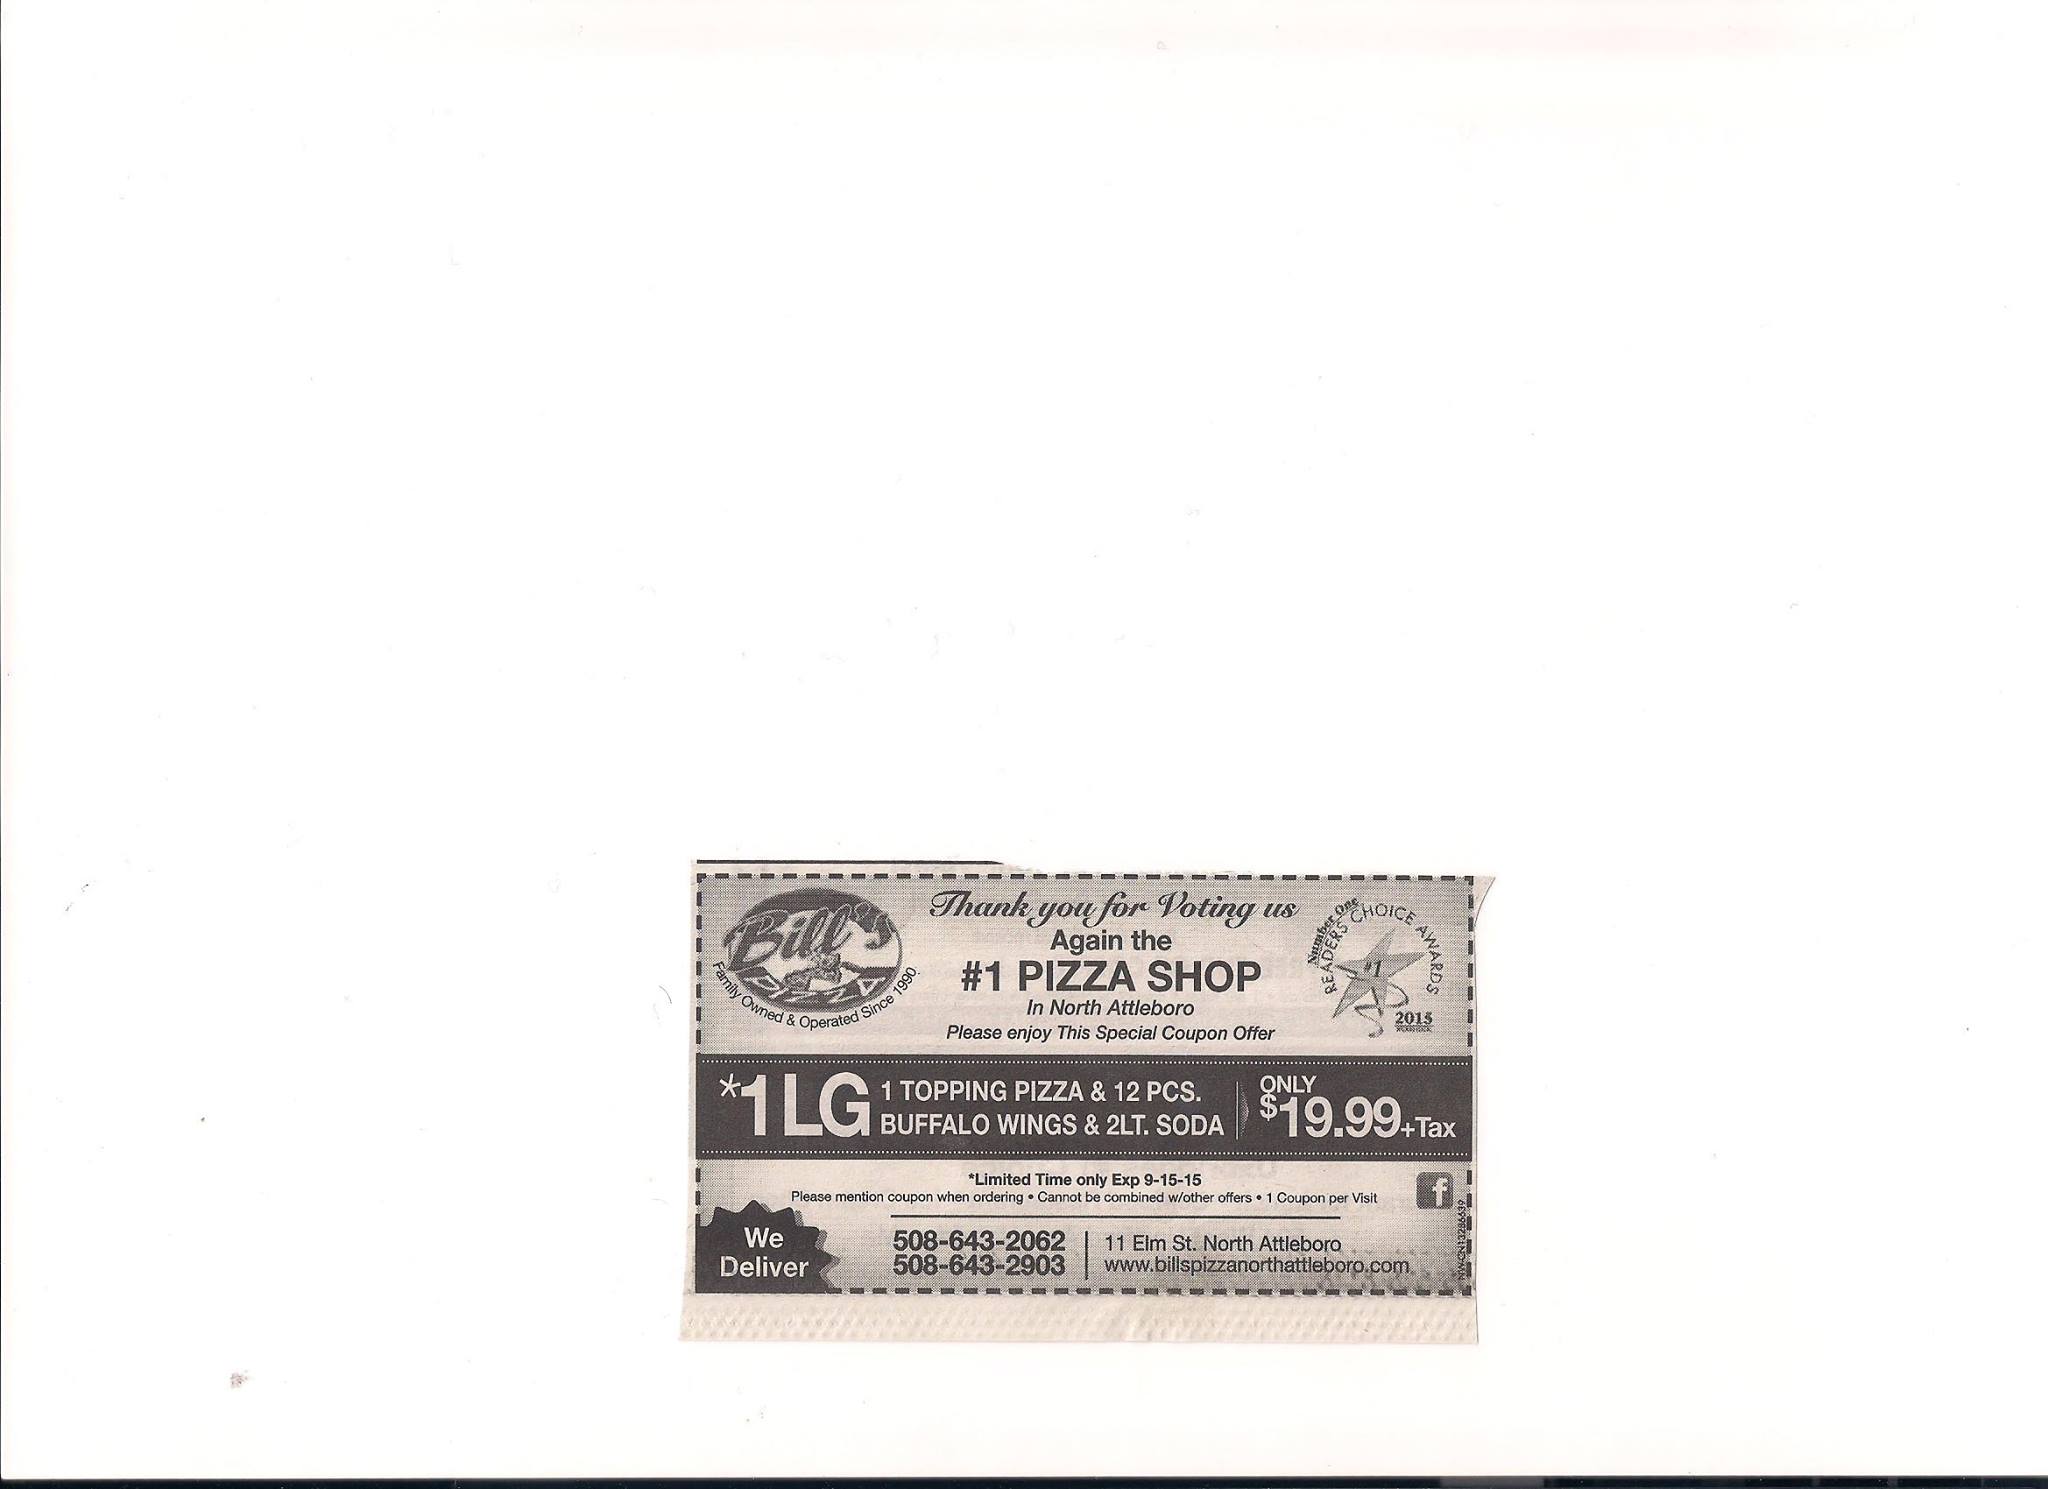 Bill's
PIZZA
Family Owned & Operated Since 1990
Thank you for Voting us
Again the
#1 PIZZA SHOP
In North Attleboro
Please enjoy This Special Coupon Offer
Number One
READERS' CHOICE AWARDS
#1
2015
*1 LG 1 TOPPING PIZZA & 12 PCS.
BUFFALO WINGS & 2LT. SODA
ONLY
$19.99+Tax
*Limited Time only Exp 9-15-15
Please mention coupon when ordering • Cannot be combined w/other offers • 1 Coupon per Visit
f
We
Deliver
508-643-2062
508-643-2903
11 Elm St. North Attleboro
www.billspizzanorthattleboro.com